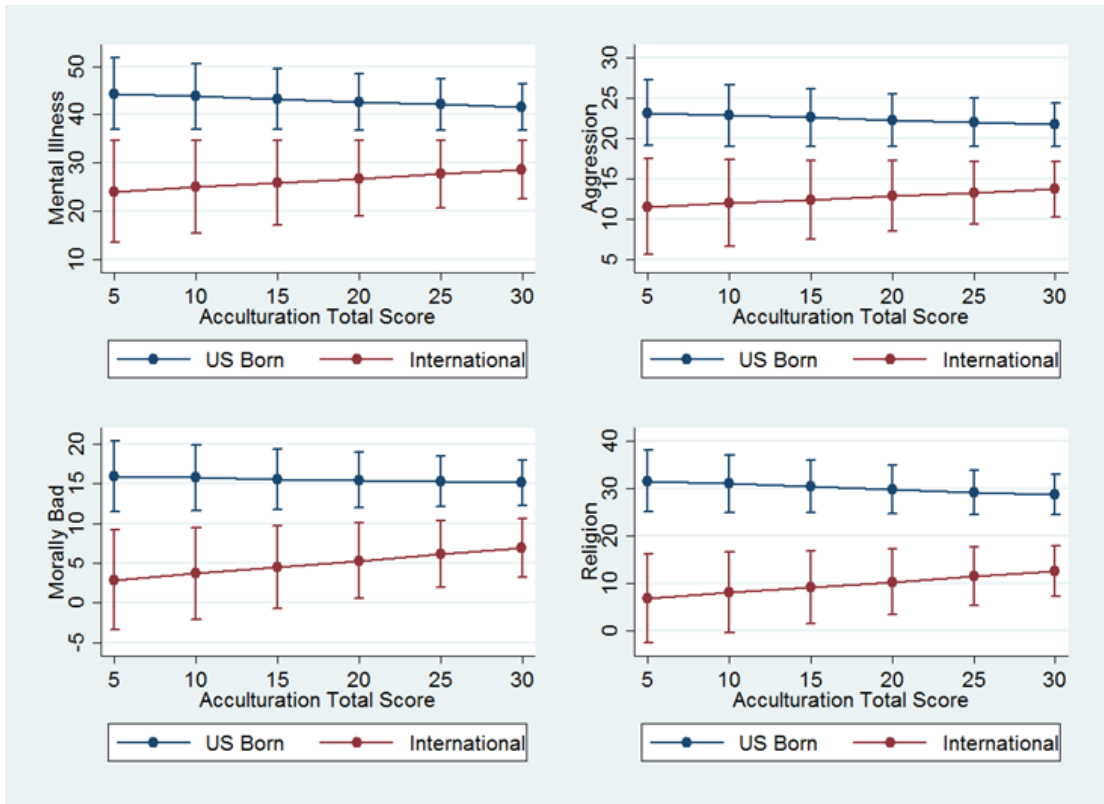 Mental Illness
50
40
30
20
10
5 10 15 20 25 30
Acculturation Total Score
US Born International
Aggression
30
25
20
15
10
5
5 10 15 20 25 30
Acculturation Total Score
US Born International
Morally Bad
20
15
10
5
0
-5
5 10 15 20 25 30
Acculturation Total Score
US Born International
Religion
40
30
20
10
0
5 10 15 20 25 30
Acculturation Total Score
US Born International